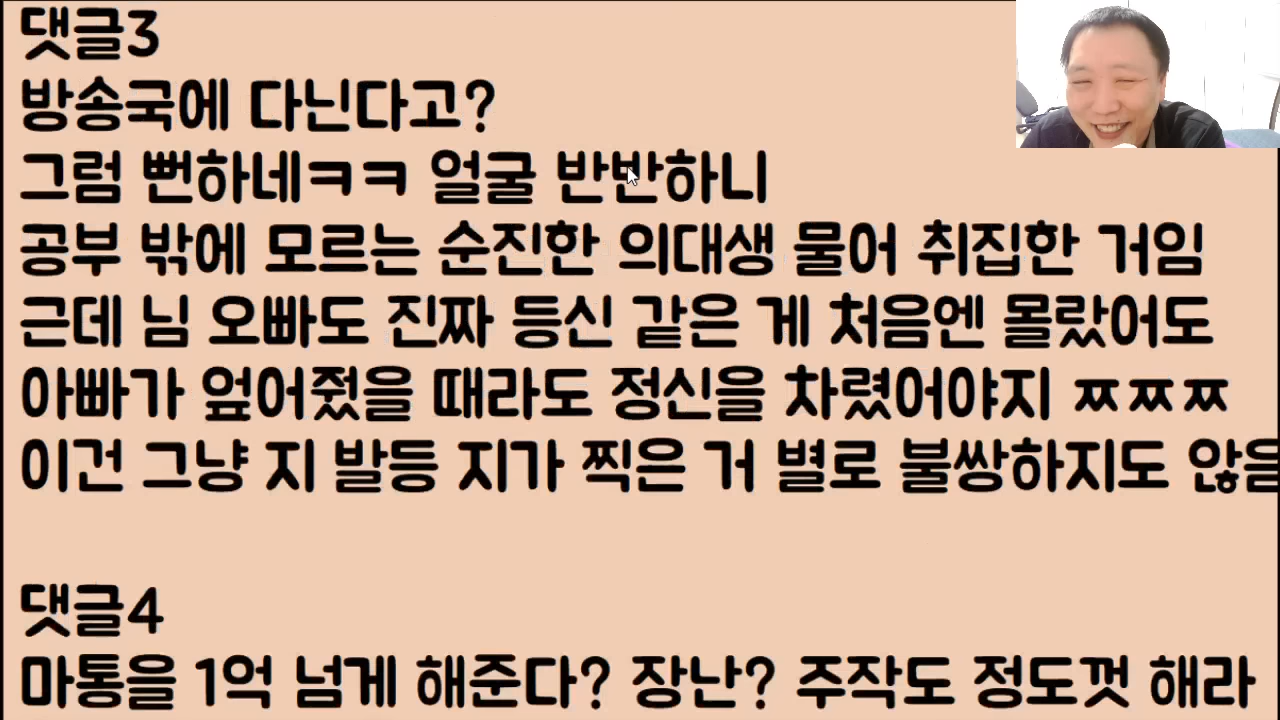 댓글3
방송국에 다닌다고?
그럼 뻔하네ㅋㅋ 얼굴 반반하니
공부 밖에 모르는 순진한 의대생 물어 취집한 거임
근데 님 오빠도 진짜 등신 같은 게 처음엔 몰랐어도
아빠가 엎어줬을 때라도 정신을 차렸어야지 ㅉㅉㅉ
이건 그냥 지 발등 지가 찍은 거 별로 불쌍하지도 않을
댓글4
마통을 1억 넘게 해준다? 장난? 주작도 정도껏 해라